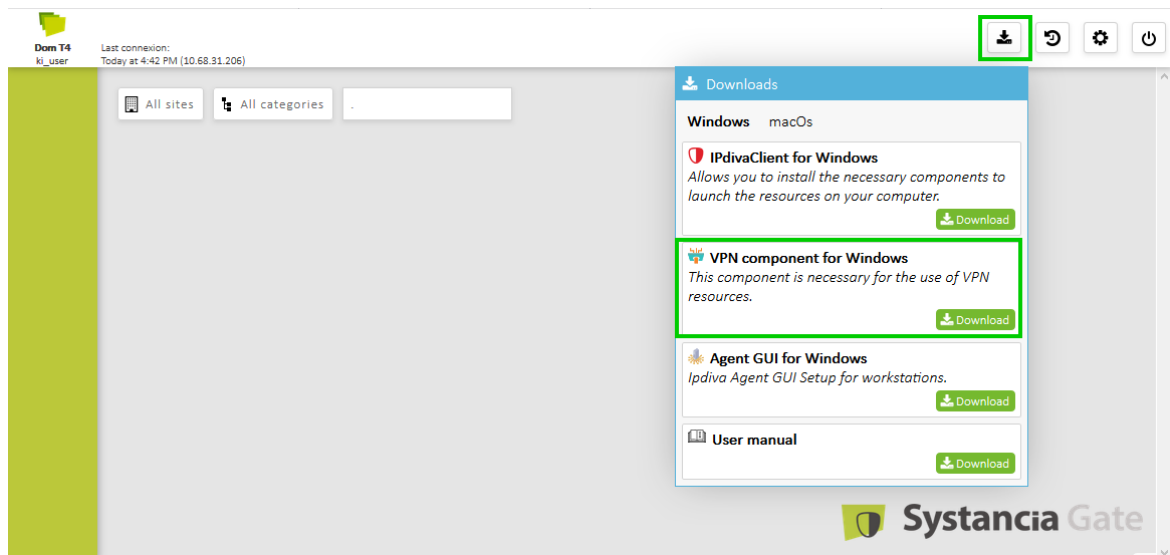 Dom T4
ki_user
Last connexion:
Today at 4:42 PM (10.68.31.206)
All sites
All categories
.
Downloads
Windows macOs
IPdivaClient for Windows
Allows you to install the necessary components to
launch the resources on your computer.
Download
VPN component for Windows
This component is necessary for the use of VPN
resources.
Download
Agent GUI for Windows
Ipdiva Agent GUI Setup for workstations.
Download
User manual
Download
Systancia Gate